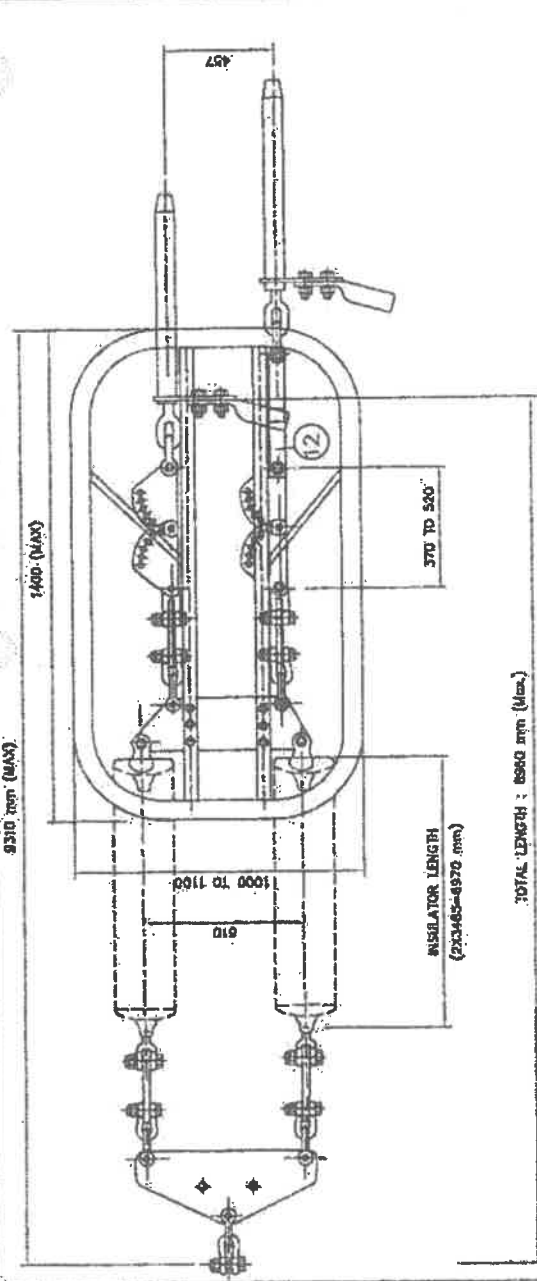 457
9310 mm (MAX)
1400 (MAX)
12
370 TO 520
1000 TO 1100
610
INSULATOR LENGTH
(2X3485=6970 mm)
TOTAL LENGTH : 8960 mm (Max.)